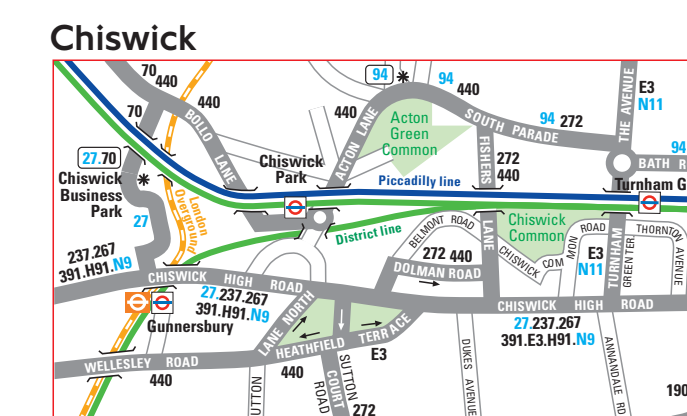 Chiswick
70
440
94
94
440
E3
N11
THE AVENUE
440
440
94 272
SOUTH PARADE
70
BOLLO LANE
ACTON LANE
Acton
Green
Common
94
BATH R
27.70
Chiswick
Business
Park
Chiswick
Park
FISHERS LANE
272
440
Piccadilly line
Turnham G
27
London
Overground
District line
BELMONT ROAD
Chiswick
Common
CHISWICK COMMON ROAD
E3
N11
TURNHAM
GREEN TER.
THORNTON
AVENUE
237.267
391.H91.N9
272 440
DOLMAN ROAD
CHISWICK HIGH ROAD
27.237.267
391.H91.N9
Gunnersbury
LANE NORTH
CHISWICK HIGH ROAD
27.237.267
391.E3.H91.N9
HEATHFIELD TERRACE
E3
WELLESLEY ROAD
440
440
UTTON
SUTTON
COURT
ROAD
272
DUKES AVENUE
ANNANDALE RD
190